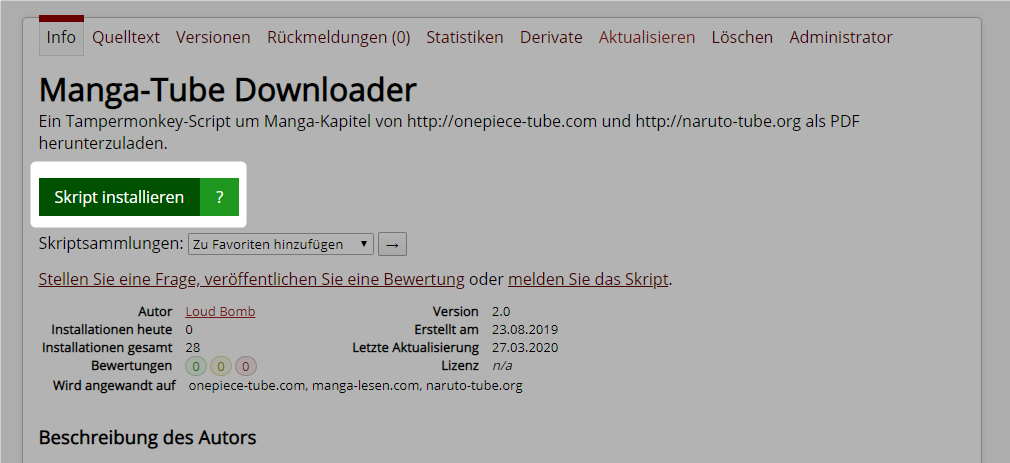 Info Quelltext Versionen Rückmeldungen (0) Statistiken Derivate Aktualisieren Löschen Administrator
Manga-Tube Downloader
Ein Tampermonkey-Script um Manga-Kapitel von http://onepiece-tube.com und http://naruto-tube.org als PDF
herunterzuladen.
Skript installieren ?
Skriptsammlungen: Zu Favoriten hinzufügen ▼ →
Stellen Sie eine Frage, veröffentlichen Sie eine Bewertung oder melden Sie das Skript.
Autor Loud Bomb Version 2.0
Installationen heute 0 Erstellt am 23.08.2019
Installationen gesamt 28 Letzte Aktualisierung 27.03.2020
Bewertungen 0 0 0 Lizenz n/a
Wird angewandt auf onepiece-tube.com, manga-lesen.com, naruto-tube.org
Beschreibung des Autors